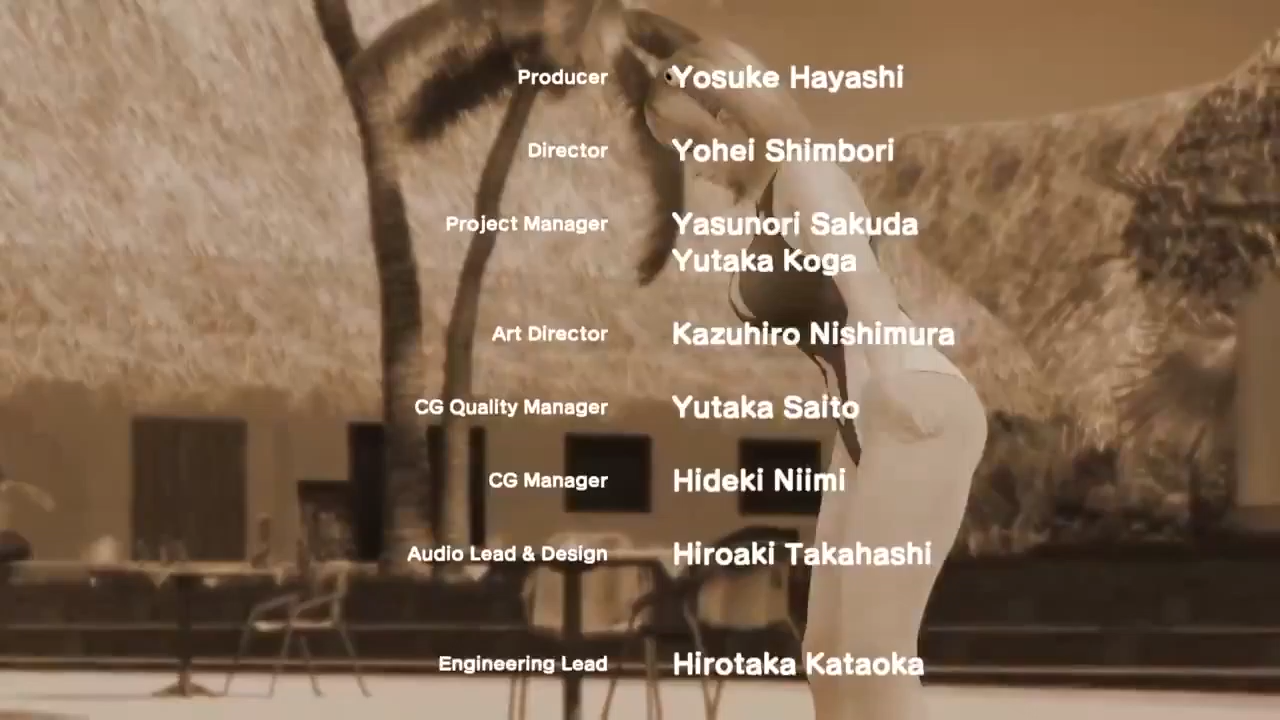 Producer Yosuke Hayashi
Director Yohei Shimbori
Project Manager Yasunori Sakuda
Yutaka Koga
Art Director Kazuhiro Nishimura
CG Quality Manager Yutaka Saito
CG Manager Hideki Niimi
Audio Lead & Design Hiroaki Takahashi
Engineering Lead Hirotaka Kataoka